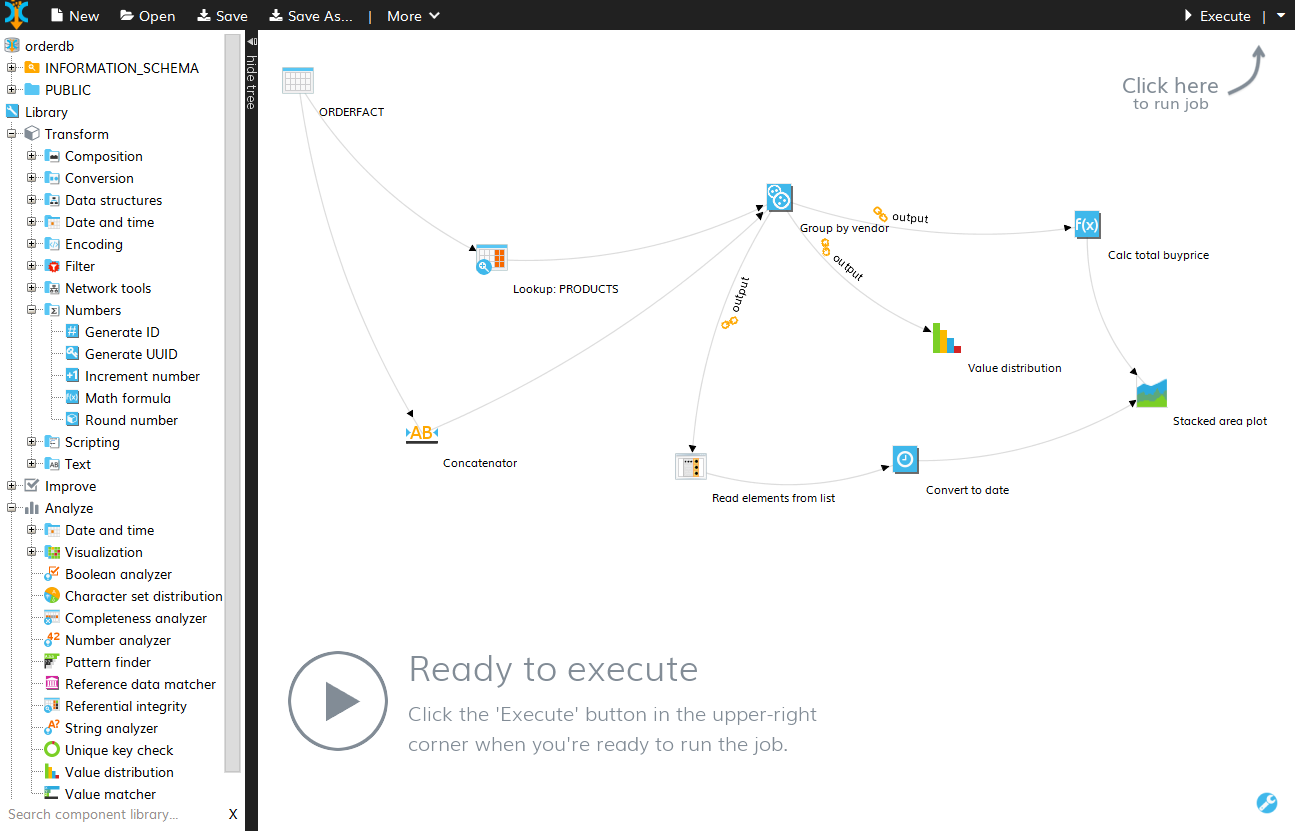 New Open Save Save As... | More Execute |
orderdb
INFORMATION_SCHEMA
PUBLIC
Library
Transform
Composition
Conversion
Data structures
Date and time
Encoding
Filter
Network tools
Numbers
Generate ID
Generate UUID
Increment number
Math formula
Round number
Scripting
Text
Improve
Analyze
Date and time
Visualization
Boolean analyzer
Character set distribution
Completeness analyzer
Number analyzer
Pattern finder
Reference data matcher
Referential integrity
String analyzer
Unique key check
Value distribution
Value matcher
Search component library... X
hide tree
Click here
to run job
ORDERFACT
Lookup: PRODUCTS
AB
Concatenator
Group by vendor
output
output
output
f(x)
Calc total buyprice
Value distribution
Stacked area plot
Read elements from list
Convert to date
Ready to execute
Click the 'Execute' button in the upper-right
corner when you're ready to run the job.